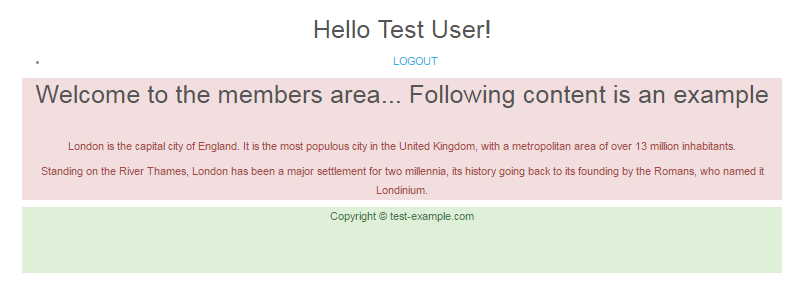 Hello Test User!
LOGOUT
Welcome to the members area... Following content is an example
London is the capital city of England. It is the most populous city in the United Kingdom, with a metropolitan area of over 13 million inhabitants.
Standing on the River Thames, London has been a major settlement for two millennia, its history going back to its founding by the Romans, who named it
Londinium.
Copyright © test-example.com